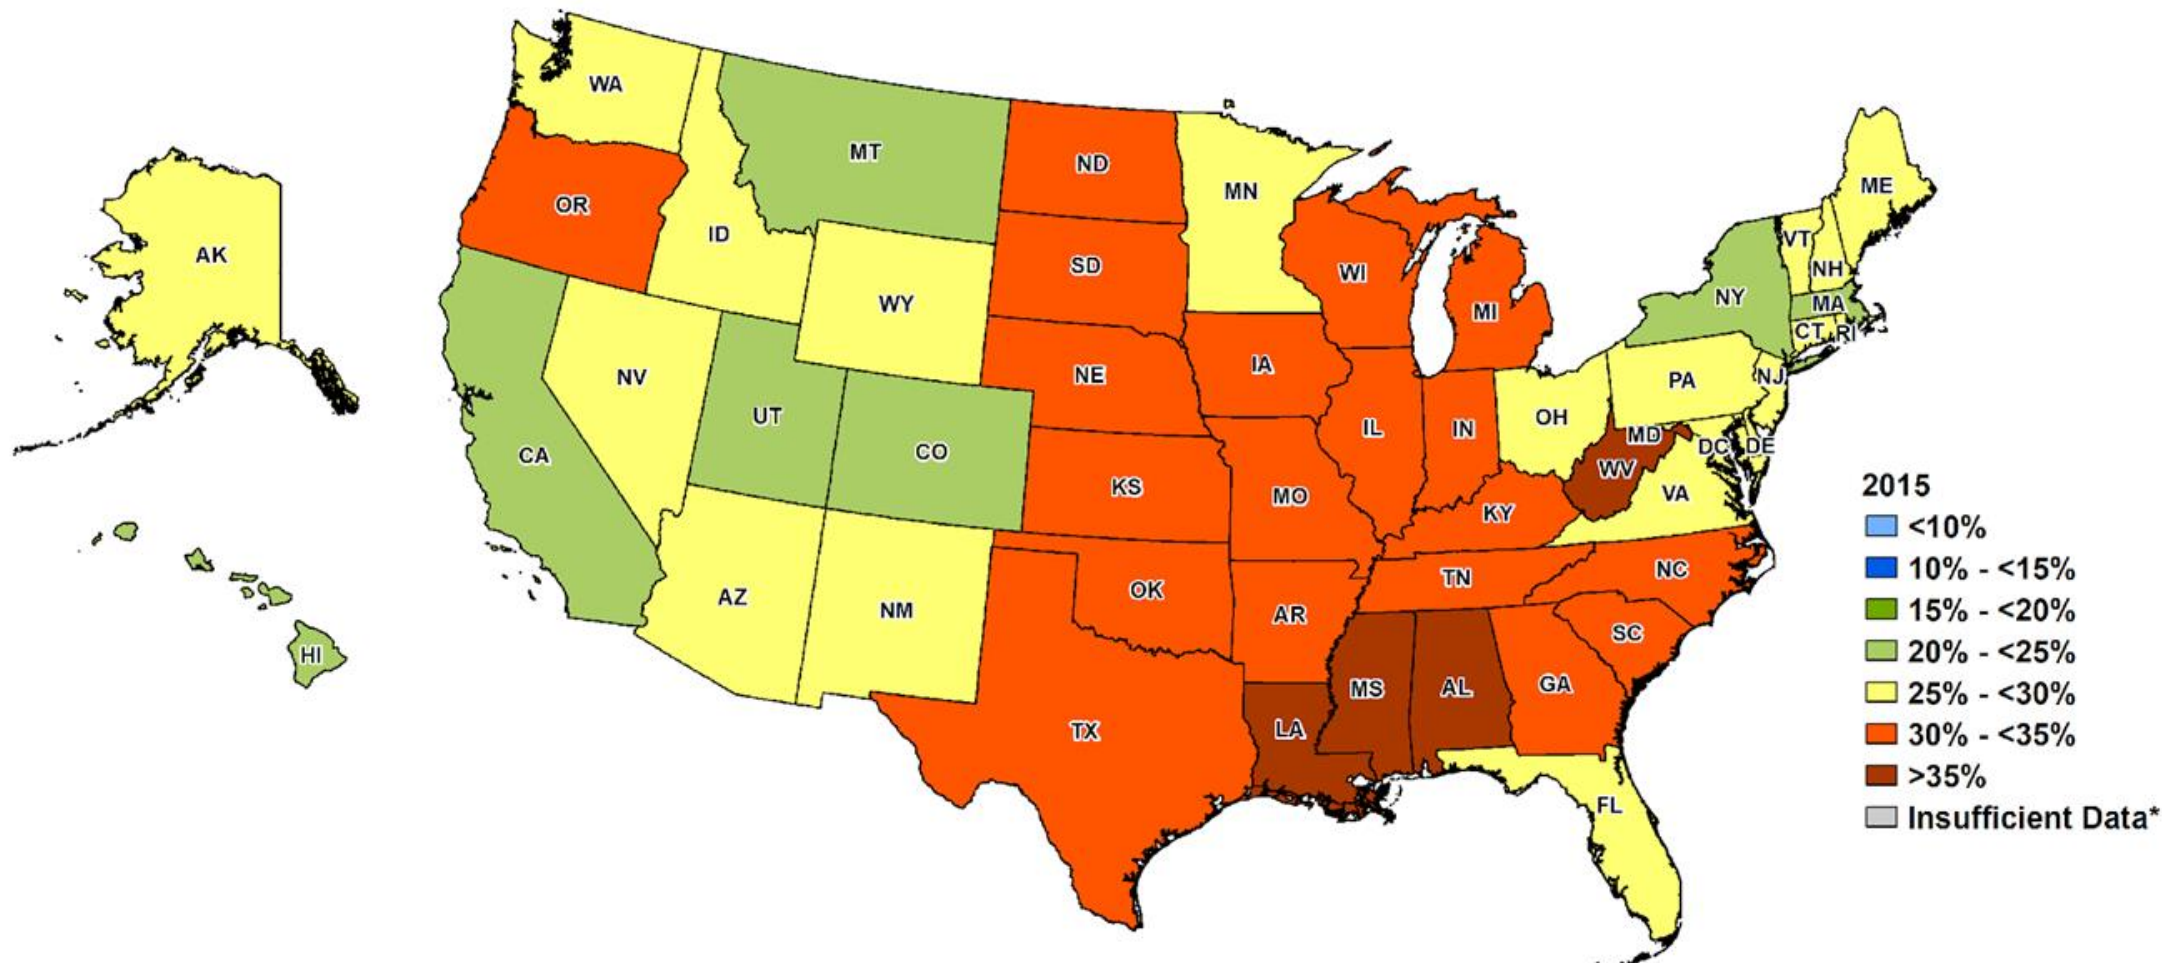 WA
MT
ND
MN
ME
AK
OR
ID
SD
WI
VT
NH
WY
NY
MA
MI
CT
RI
NV
NE
IA
PA
NJ
UT
CO
IL
IN
OH
MD
DC
DE
CA
KS
MO
WV
VA
KY
AZ
NM
OK
AR
TN
NC
SC
HI
TX
LA
MS
AL
GA
FL
2015
<10%
10% - <15%
15% - <20%
20% - <25%
25% - <30%
30% - <35%
>35%
Insufficient Data*